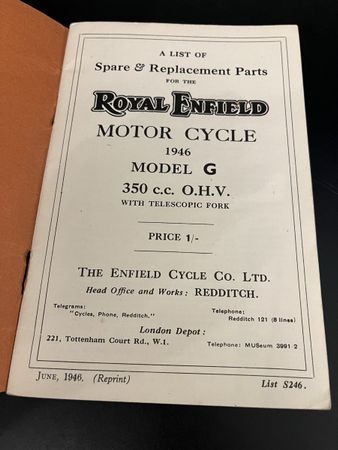 A LIST OF
Spare & Replacement Parts
FOR THE
ROYAL ENFIELD
MOTOR CYCLE
1946
MODEL G
350 c.c. O.H.V.
WITH TELESCOPIC FORK
PRICE 1/-
THE ENFIELD CYCLE CO. LTD.
Head Office and Works: REDDITCH.
Telegrams: Telephone:
"Cycles, Phone, Redditch." Redditch 121 (8 lines)
London Depot:
221, Tottenham Court Rd., W.1. Telephone: MUSeum 3991 2
JUNE, 1946. (Reprint) List S246.